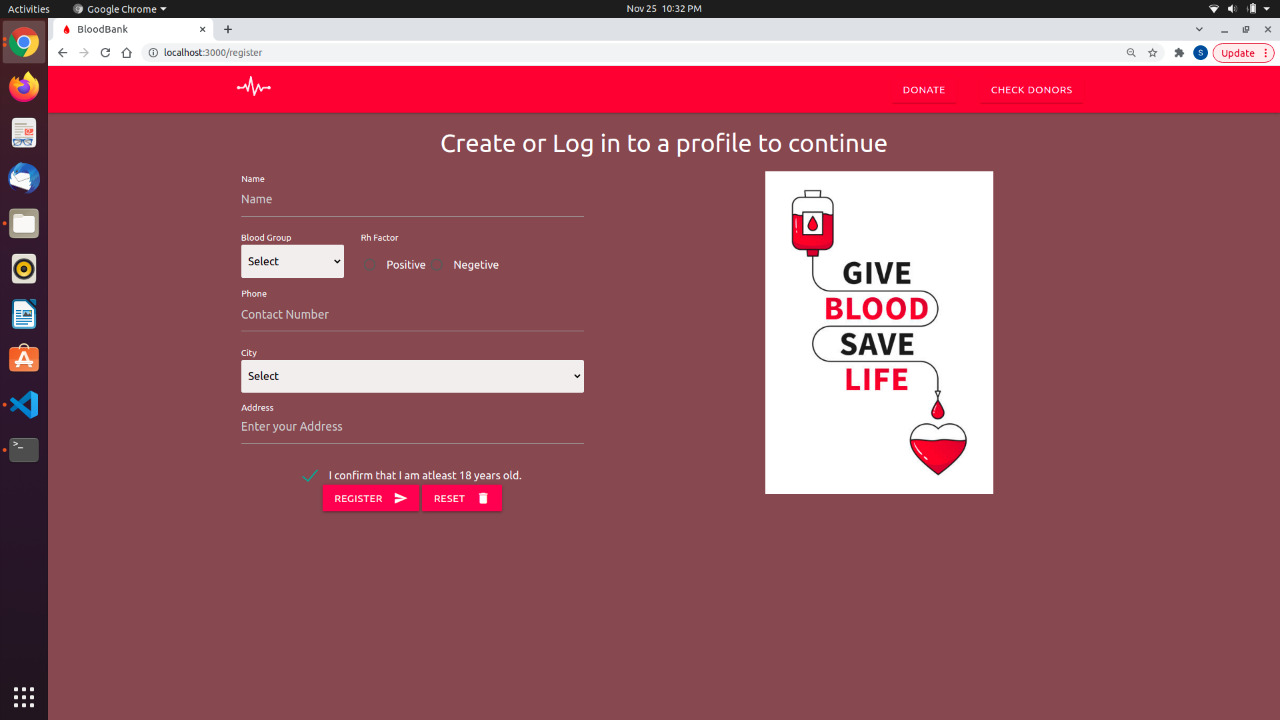 Activities
Google Chrome
Nov 25 10:32 PM
BloodBank
localhost:3000/register
S
Update
DONATE
CHECK DONORS
Create or Log in to a profile to continue
Name
Name
Blood Group
Rh Factor
Select
Positive
Negetive
Phone
Contact Number
City
Select
Address
Enter your Address
I confirm that I am atleast 18 years old.
REGISTER
RESET
GIVE
BLOOD
SAVE
LIFE